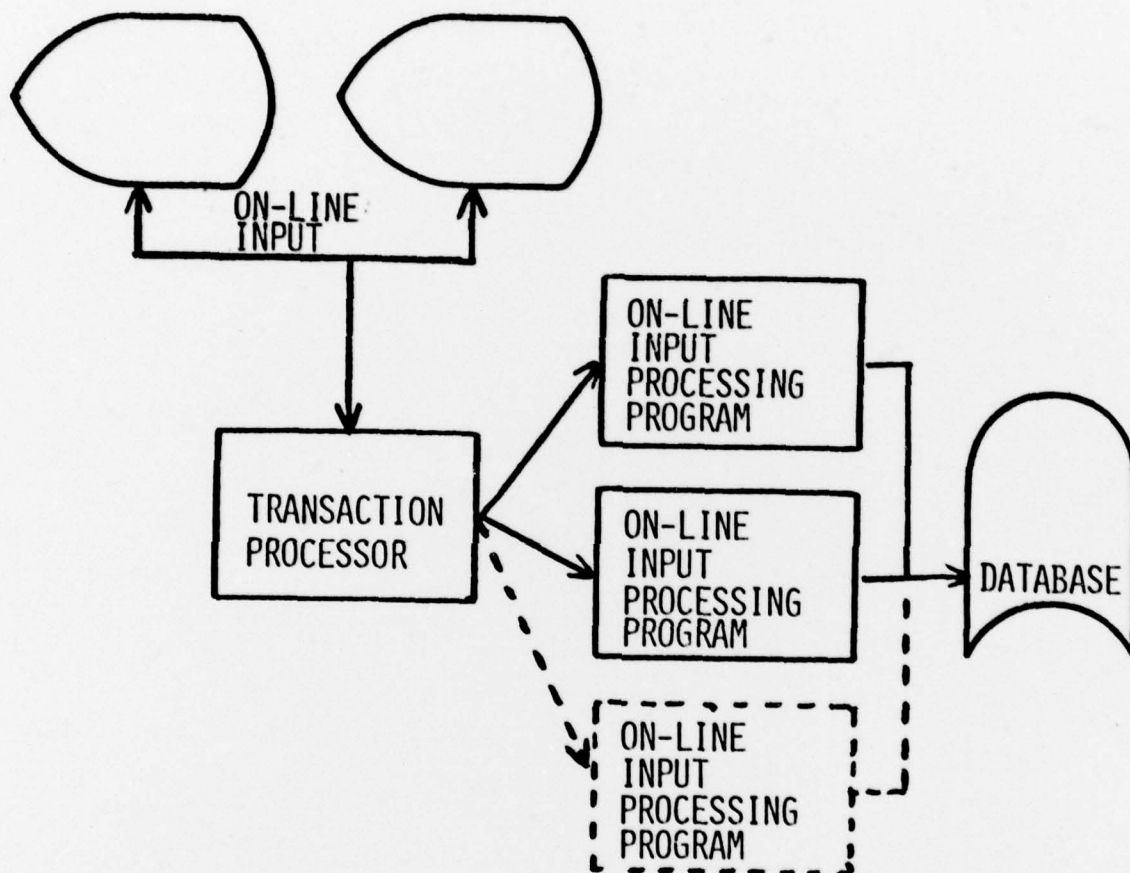 ON-LINE
INPUT
ON-LINE
INPUT
PROCESSING
PROGRAM
TRANSACTION
PROCESSOR
ON-LINE
INPUT
PROCESSING
PROGRAM
DATABASE
ON-LINE
INPUT
PROCESSING
PROGRAM